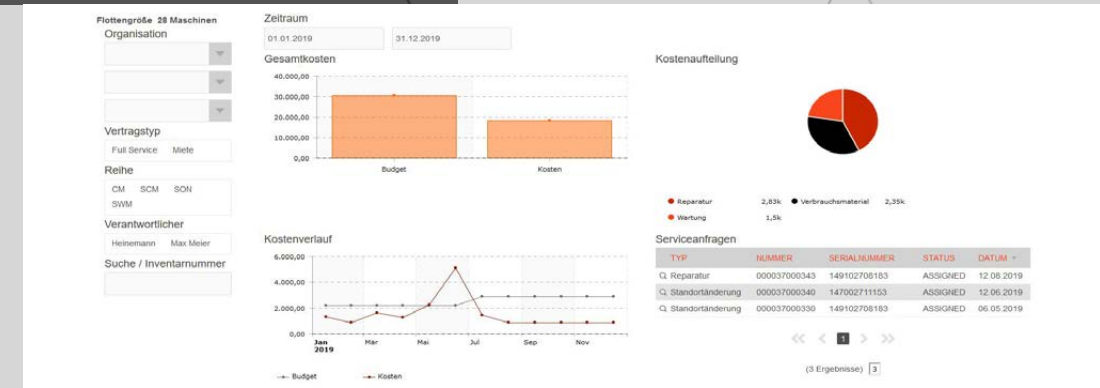 Flottengröße 28 Maschinen
Organisation
Vertragstyp
Full Service Miete
Reihe
CM SCM SON
SWM
Verantwortlicher
Heinemann Max Meier
Suche / Inventarnummer
Zeitraum
01.01.2019 31.12.2019
Gesamtkosten
40.000,00
30.000,00
20.000,00
10.000,00
0,00
Budget Kosten
Kostenverlauf
6.000,00
4.000,00
2.000,00
0,00
Jan Mär Mai Jul Sep Nov
2019
Budget Kosten
Kostenaufteilung
Reparatur 2,83k Verbrauchsmaterial 2,35k
Wartung 1,5k
Serviceanfragen
TYP NUMMER SERIALNUMMER STATUS DATUM
Reparatur 000037000343 149102708183 ASSIGNED 12.08.2019
Standortänderung 000037000340 147002711153 ASSIGNED 12.06.2019
Standortänderung 000037000330 149102708183 ASSIGNED 06.05.2019
<< < 1 > >>
(3 Ergebnisse) 3